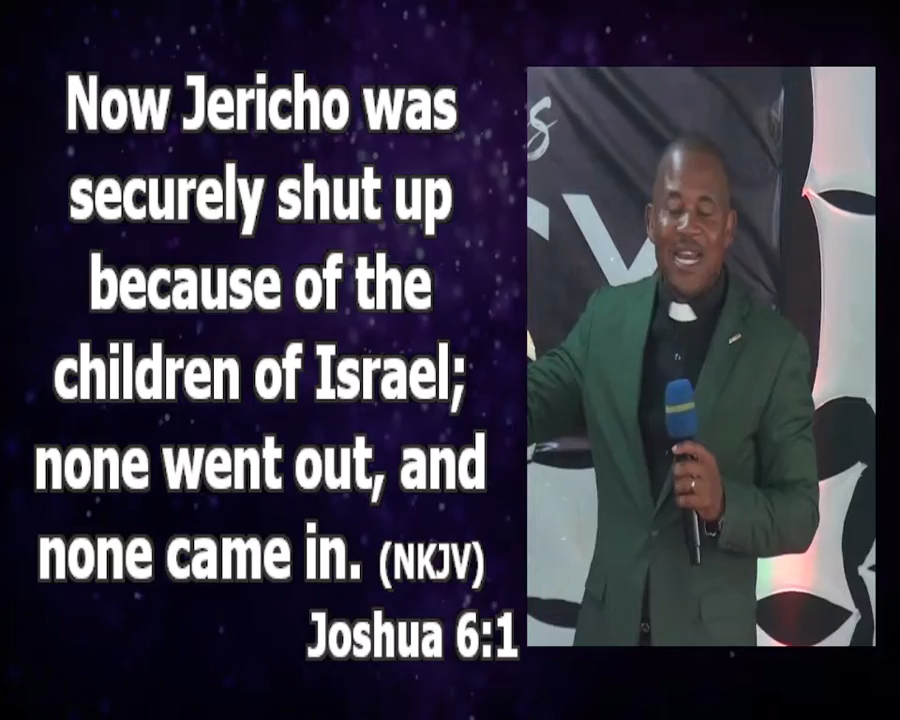 Now Jericho was
securely shut up
because of the
children of Israel;
none went out, and
none came in. (NKJV)
Joshua 6:1